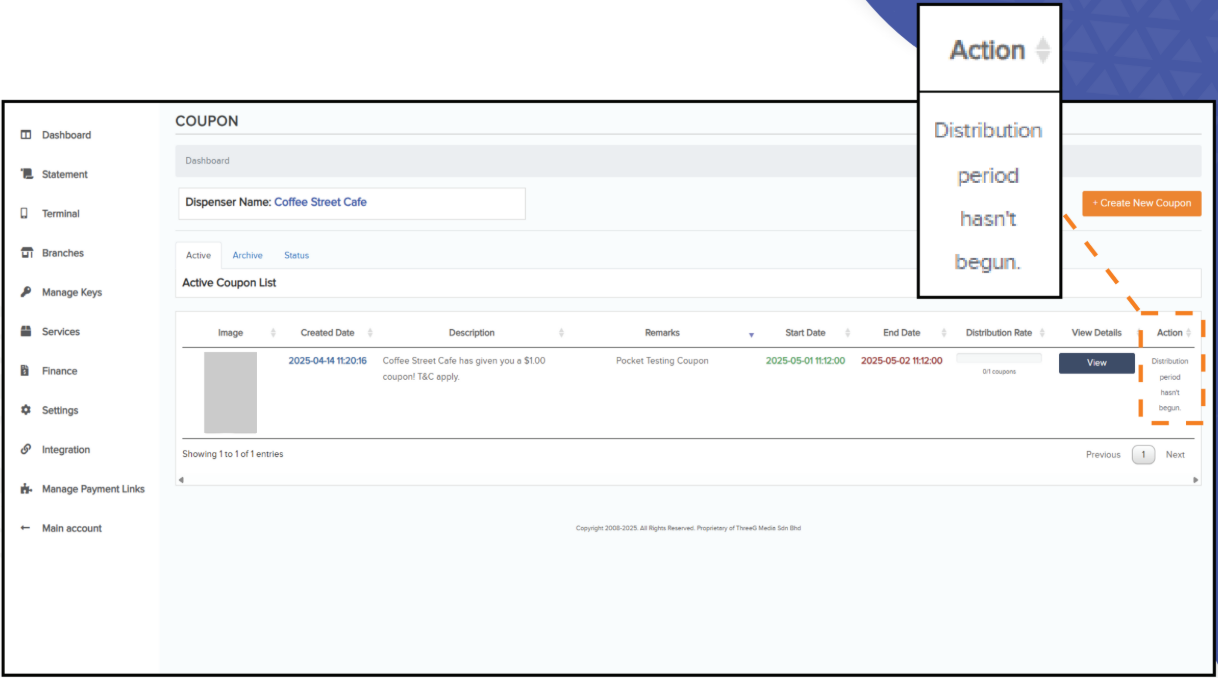 Action
Distribution
period
hasn't
begun.
COUPON
Dashboard
Dispenser Name: Coffee Street Cafe
+ Create New Coupon
Active Archive Status
Active Coupon List
Image Created Date Description Remarks Start Date End Date Distribution Rate View Details Action
2025-04-14 11:20:16 Coffee Street Cafe has given you a $1.00 Pocket Testing Coupon 2025-05-01 11:12:00 2025-05-02 11:12:00 View Distribution
coupon! T&C apply. 0/1 coupons period
hasn't
begun.
Showing 1 to 1 of 1 entries Previous 1 Next
Dashboard
Statement
Terminal
Branches
Manage Keys
Services
Finance
Settings
Integration
Manage Payment Links
Main account
Copyright 2008-2025. All Rights Reserved. Proprietary of ThreeG Media Sdn Bhd